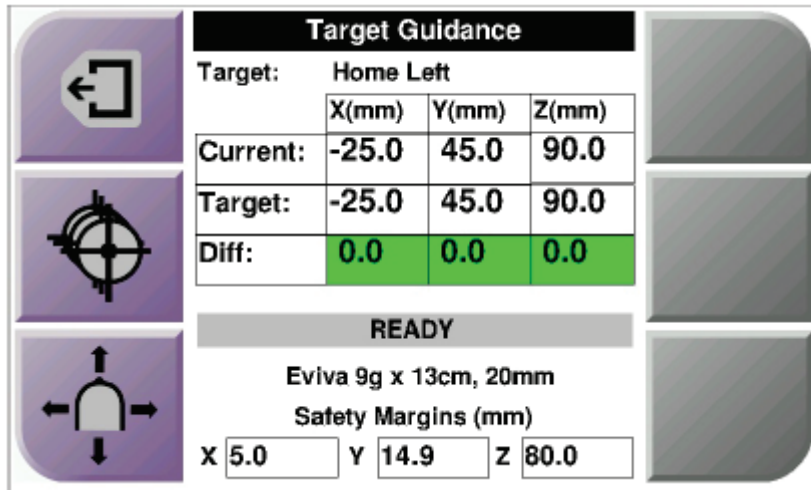 Target Guidance
Target: Home Left
X(mm) Y(mm) Z(mm)
Current: -25.0 45.0 90.0
Target: -25.0 45.0 90.0
Diff: 0.0 0.0 0.0
READY
Eviva 9g x 13cm, 20mm
Safety Margins (mm)
X 5.0 Y 14.9 Z 80.0